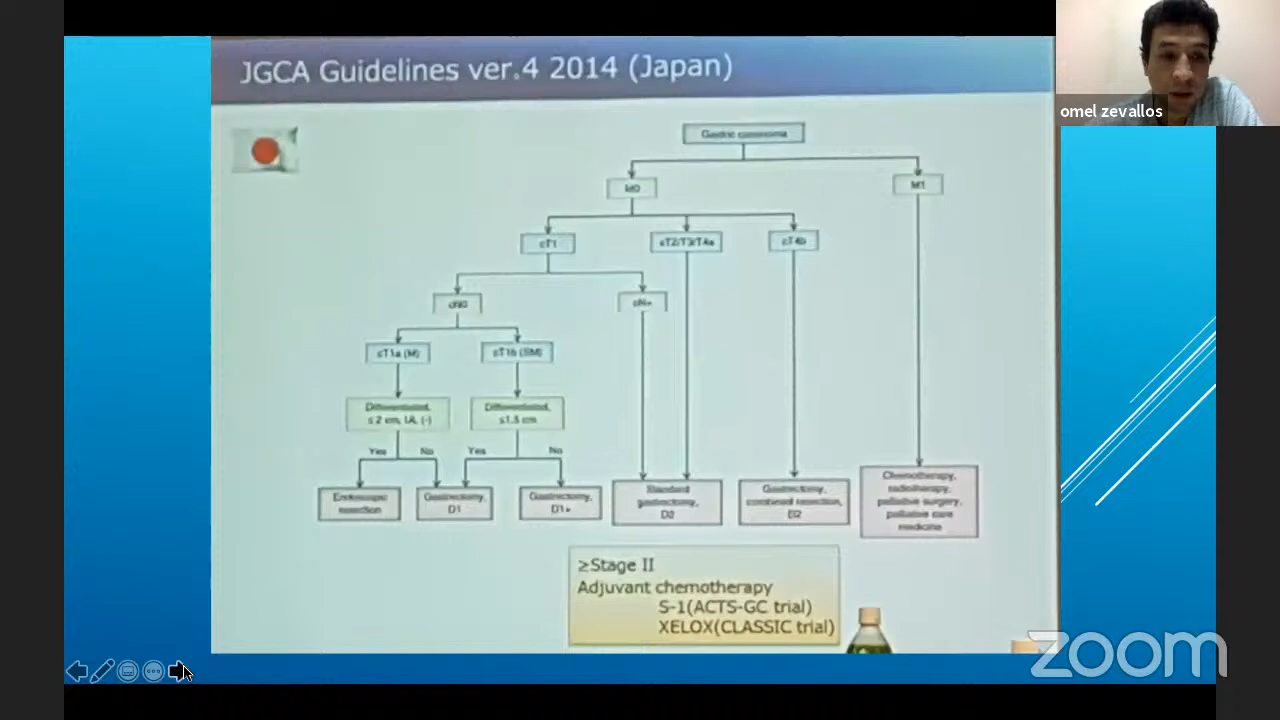 JGCA Guidelines ver.4 2014 (Japan)
omel zevallos
Gastric carcinoma
M0
M1
cT1
cT2/T3/T4a
cT4b
cN0
cN+
cT1a (M)
cT1b (SM)
Differentiated,
≤ 2 cm, UL (-)
Differentiated,
≤1.5 cm
Yes
No
Yes
No
Endoscopic
resection
Gastrectomy,
D1
Gastrectomy,
D1+
Standard
gastrectomy,
D2
Gastrectomy,
combined resection,
D2
Chemotherapy,
radiotherapy,
palliative surgery,
palliative care
medicine
≥Stage II
Adjuvant chemotherapy
S-1(ACTS-GC trial)
XELOX(CLASSIC trial)
zoom